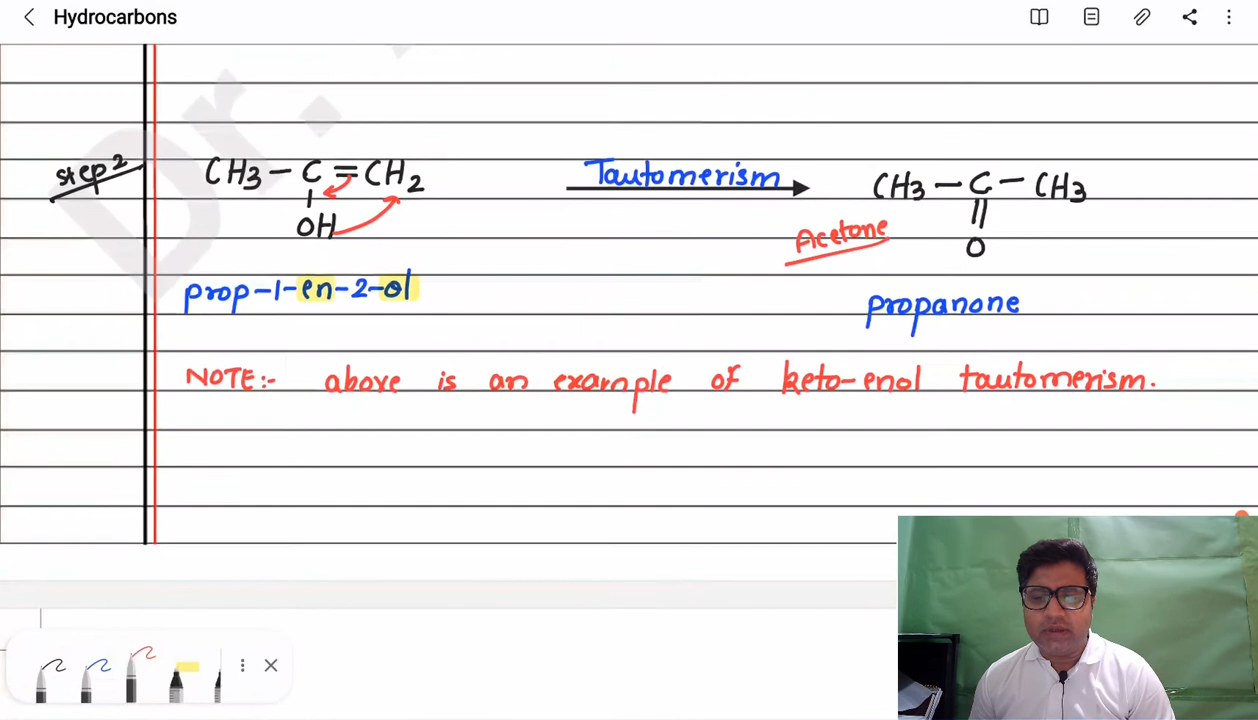 Hydrocarbons
Dr.
step 2
CH3 - C = CH2
OH
Tautomerism
CH3 - C - CH3
||
O
Acetone
prop-1-en-2-ol
propanone
NOTE:- above is an example of keto-enol tautomerism.